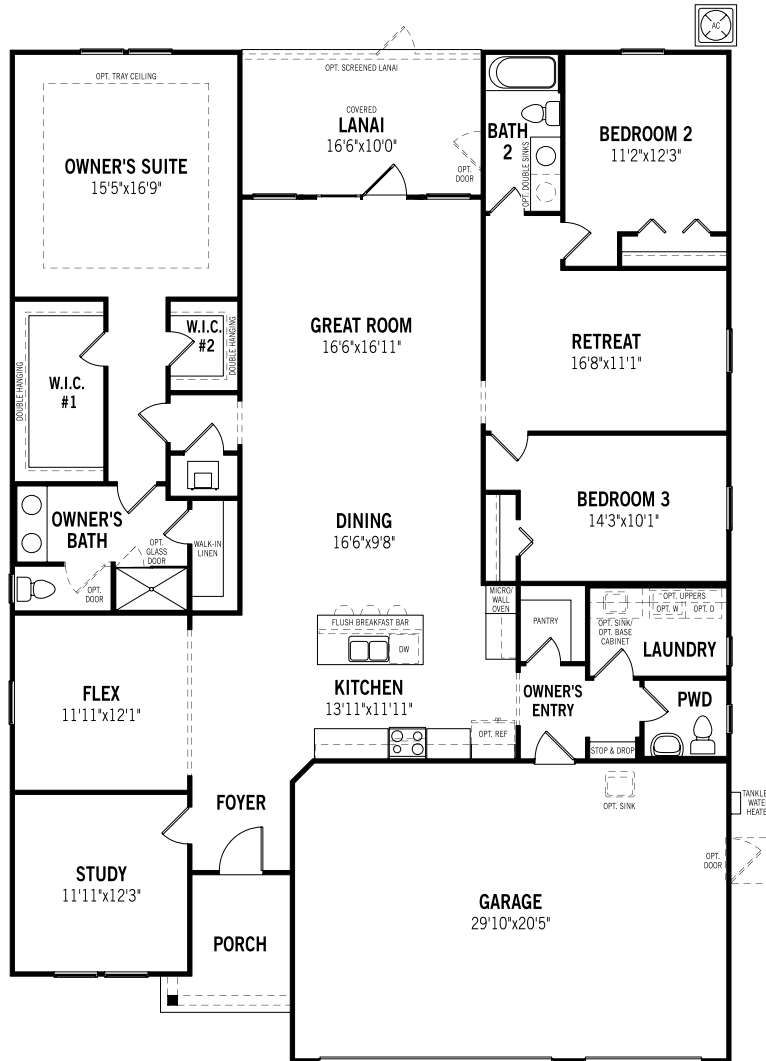 AC
OPT. TRAY CEILING
OWNER'S SUITE
15'5"x16'9"
OPT. SCREENED LANAI
COVERED
LANAI
16'6"x10'0"
OPT.
DOOR
BATH
2
OPT. DOUBLE SINKS
BEDROOM 2
11'2"x12'3"
W.I.C.
#2
DOUBLE HANGING
W.I.C.
#1
DOUBLE HANGING
GREAT ROOM
16'6"x16'11"
RETREAT
16'8"x11'1"
OWNER'S
BATH
OPT.
GLASS
DOOR
WALK-IN
LINEN
OPT.
DOOR
DINING
16'6"x9'8"
BEDROOM 3
14'3"x10'1"
MICRO/
WALL
OVEN
PANTRY
OPT. UPPERS
OPT. W
OPT. D
OPT. SINK/
OPT. BASE
CABINET
LAUNDRY
FLUSH BREAKFAST BAR
DW
FLEX
11'11"x12'1"
KITCHEN
13'11"x11'11"
OPT. REF
OWNER'S
ENTRY
PWD
STOP & DROP
OPT. SINK
TANKLE
WATE
HEATE
FOYER
STUDY
11'11"x12'3"
OPT.
DOOR
GARAGE
29'10"x20'5"
PORCH